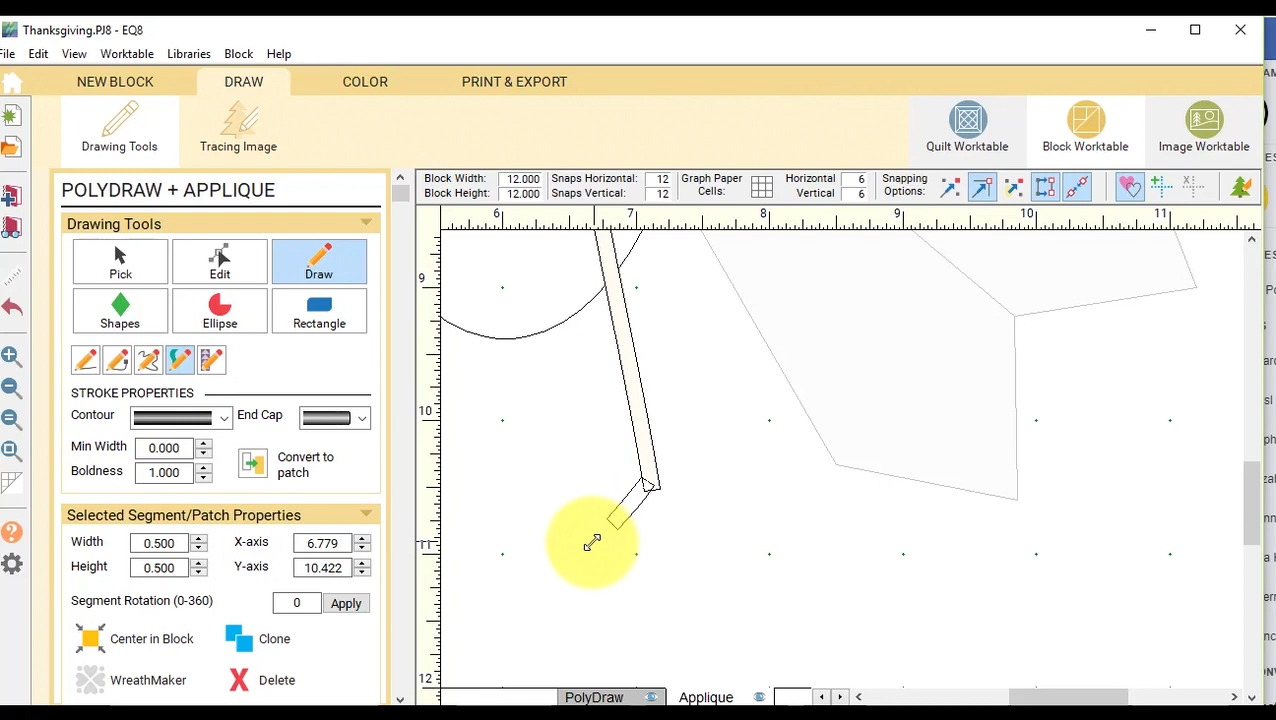 Thanksgiving.PJ8 - EQ8
File Edit View Worktable Libraries Block Help
NEW BLOCK DRAW COLOR PRINT & EXPORT
Drawing Tools Tracing Image Quilt Worktable Block Worktable Image Worktable
POLYDRAW + APPLIQUE
Block Width: 12.000 Snaps Horizontal: 12 Graph Paper Horizontal 6 Snapping
Block Height: 12.000 Snaps Vertical: 12 Cells: Vertical 6 Options:
6 7 8 9 10 11
Drawing Tools
Pick Edit Draw
Shapes Ellipse Rectangle
STROKE PROPERTIES
Contour End Cap
Min Width 0.000
Boldness 1.000
Convert to
patch
Selected Segment/Patch Properties
Width 0.500 X-axis 6.779
Height 0.500 Y-axis 10.422
Segment Rotation (0-360) 0 Apply
Center in Block Clone
WreathMaker Delete
9
10
11
12
PolyDraw Applique